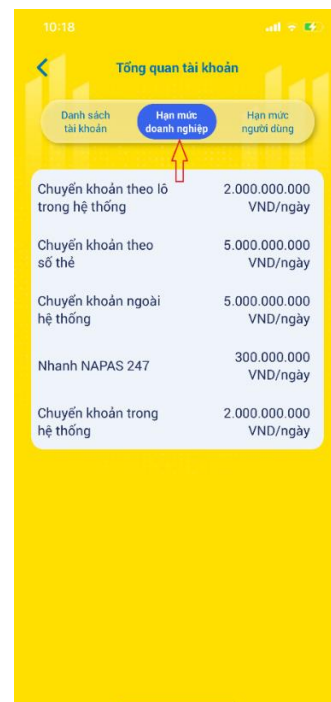 10:18
Tổng quan tài khoản
Danh sách
tài khoản
Hạn mức
doanh nghiệp
Hạn mức
người dùng
Chuyển khoản theo lô
trong hệ thống
2.000.000.000
VND/ngày
Chuyển khoản theo
số thẻ
5.000.000.000
VND/ngày
Chuyển khoản ngoài
hệ thống
5.000.000.000
VND/ngày
Nhanh NAPAS 247
300.000.000
VND/ngày
Chuyển khoản trong
hệ thống
2.000.000.000
VND/ngày